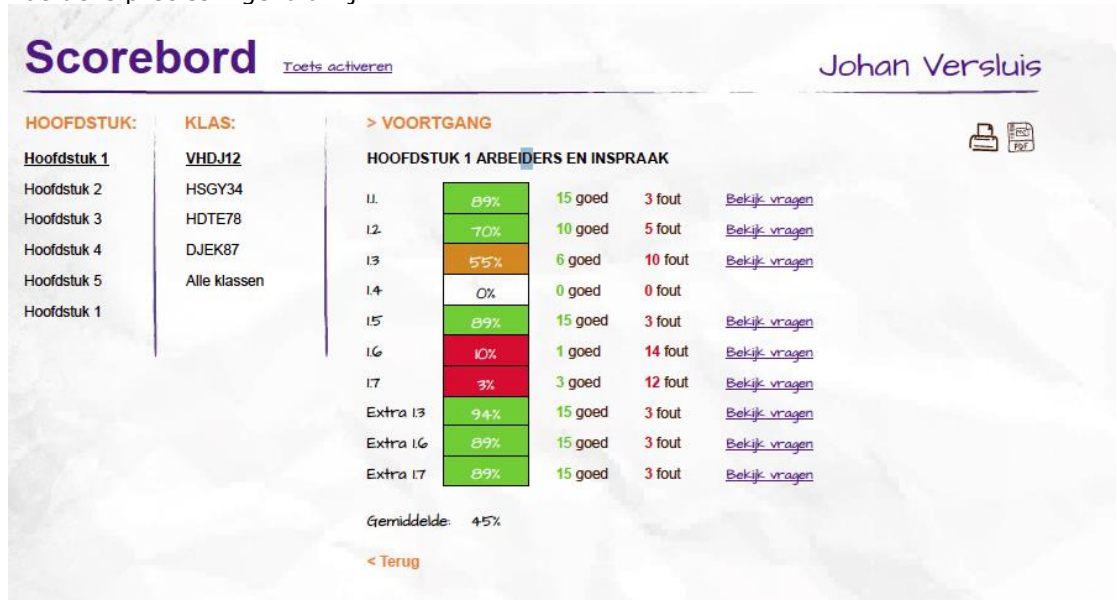 Scorebord Toets activeren Johan Versluis
HOOFDSTUK: KLAS: > VOORTGANG
Hoofdstuk 1 VHDJ12 HOOFDSTUK 1 ARBEIDERS EN INSPRAAK
Hoofdstuk 2 HSGY34
Hoofdstuk 3 HDTE78
Hoofdstuk 4 DJEK87
Hoofdstuk 5 Alle klassen
Hoofdstuk 1
1.1. 89% 15 goed 3 fout Bekijk vragen
1.2 70% 10 goed 5 fout Bekijk vragen
1.3 55% 6 goed 10 fout Bekijk vragen
1.4 0% 0 goed 0 fout
1.5 89% 15 goed 3 fout Bekijk vragen
1.6 10% 1 goed 14 fout Bekijk vragen
1.7 3% 3 goed 12 fout Bekijk vragen
Extra 1.3 94% 15 goed 3 fout Bekijk vragen
Extra 1.6 89% 15 goed 3 fout Bekijk vragen
Extra 1.7 89% 15 goed 3 fout Bekijk vragen
Gemiddelde: 45%
< Terug
PDF